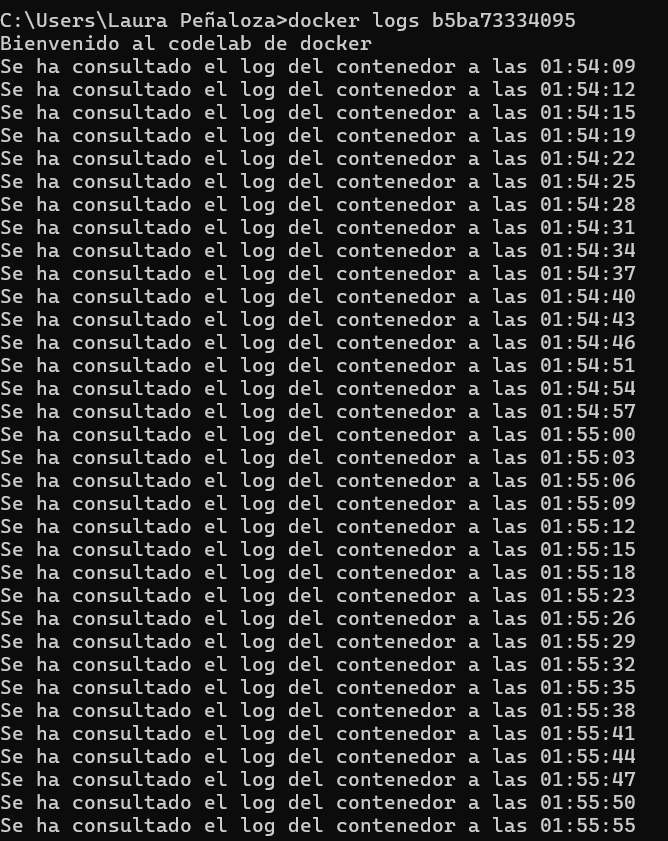 C:\Users\Laura Peñaloza>docker logs b5ba73334095
Bienvenido al codelab de docker
Se ha consultado el log del contenedor a las 01:54:09
Se ha consultado el log del contenedor a las 01:54:12
Se ha consultado el log del contenedor a las 01:54:15
Se ha consultado el log del contenedor a las 01:54:19
Se ha consultado el log del contenedor a las 01:54:22
Se ha consultado el log del contenedor a las 01:54:25
Se ha consultado el log del contenedor a las 01:54:28
Se ha consultado el log del contenedor a las 01:54:31
Se ha consultado el log del contenedor a las 01:54:34
Se ha consultado el log del contenedor a las 01:54:37
Se ha consultado el log del contenedor a las 01:54:40
Se ha consultado el log del contenedor a las 01:54:43
Se ha consultado el log del contenedor a las 01:54:46
Se ha consultado el log del contenedor a las 01:54:51
Se ha consultado el log del contenedor a las 01:54:54
Se ha consultado el log del contenedor a las 01:54:57
Se ha consultado el log del contenedor a las 01:55:00
Se ha consultado el log del contenedor a las 01:55:03
Se ha consultado el log del contenedor a las 01:55:06
Se ha consultado el log del contenedor a las 01:55:09
Se ha consultado el log del contenedor a las 01:55:12
Se ha consultado el log del contenedor a las 01:55:15
Se ha consultado el log del contenedor a las 01:55:18
Se ha consultado el log del contenedor a las 01:55:23
Se ha consultado el log del contenedor a las 01:55:26
Se ha consultado el log del contenedor a las 01:55:29
Se ha consultado el log del contenedor a las 01:55:32
Se ha consultado el log del contenedor a las 01:55:35
Se ha consultado el log del contenedor a las 01:55:38
Se ha consultado el log del contenedor a las 01:55:41
Se ha consultado el log del contenedor a las 01:55:44
Se ha consultado el log del contenedor a las 01:55:47
Se ha consultado el log del contenedor a las 01:55:50
Se ha consultado el log del contenedor a las 01:55:55